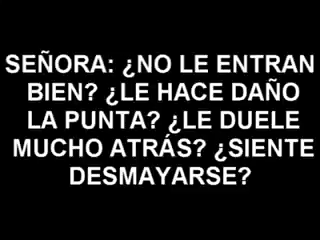 SEÑORA: ¿NO LE ENTRAN
BIEN? ¿LE HACE DAÑO
LA PUNTA? ¿LE DUELE
MUCHO ATRÁS? ¿SIENTE
DESMAYARSE?